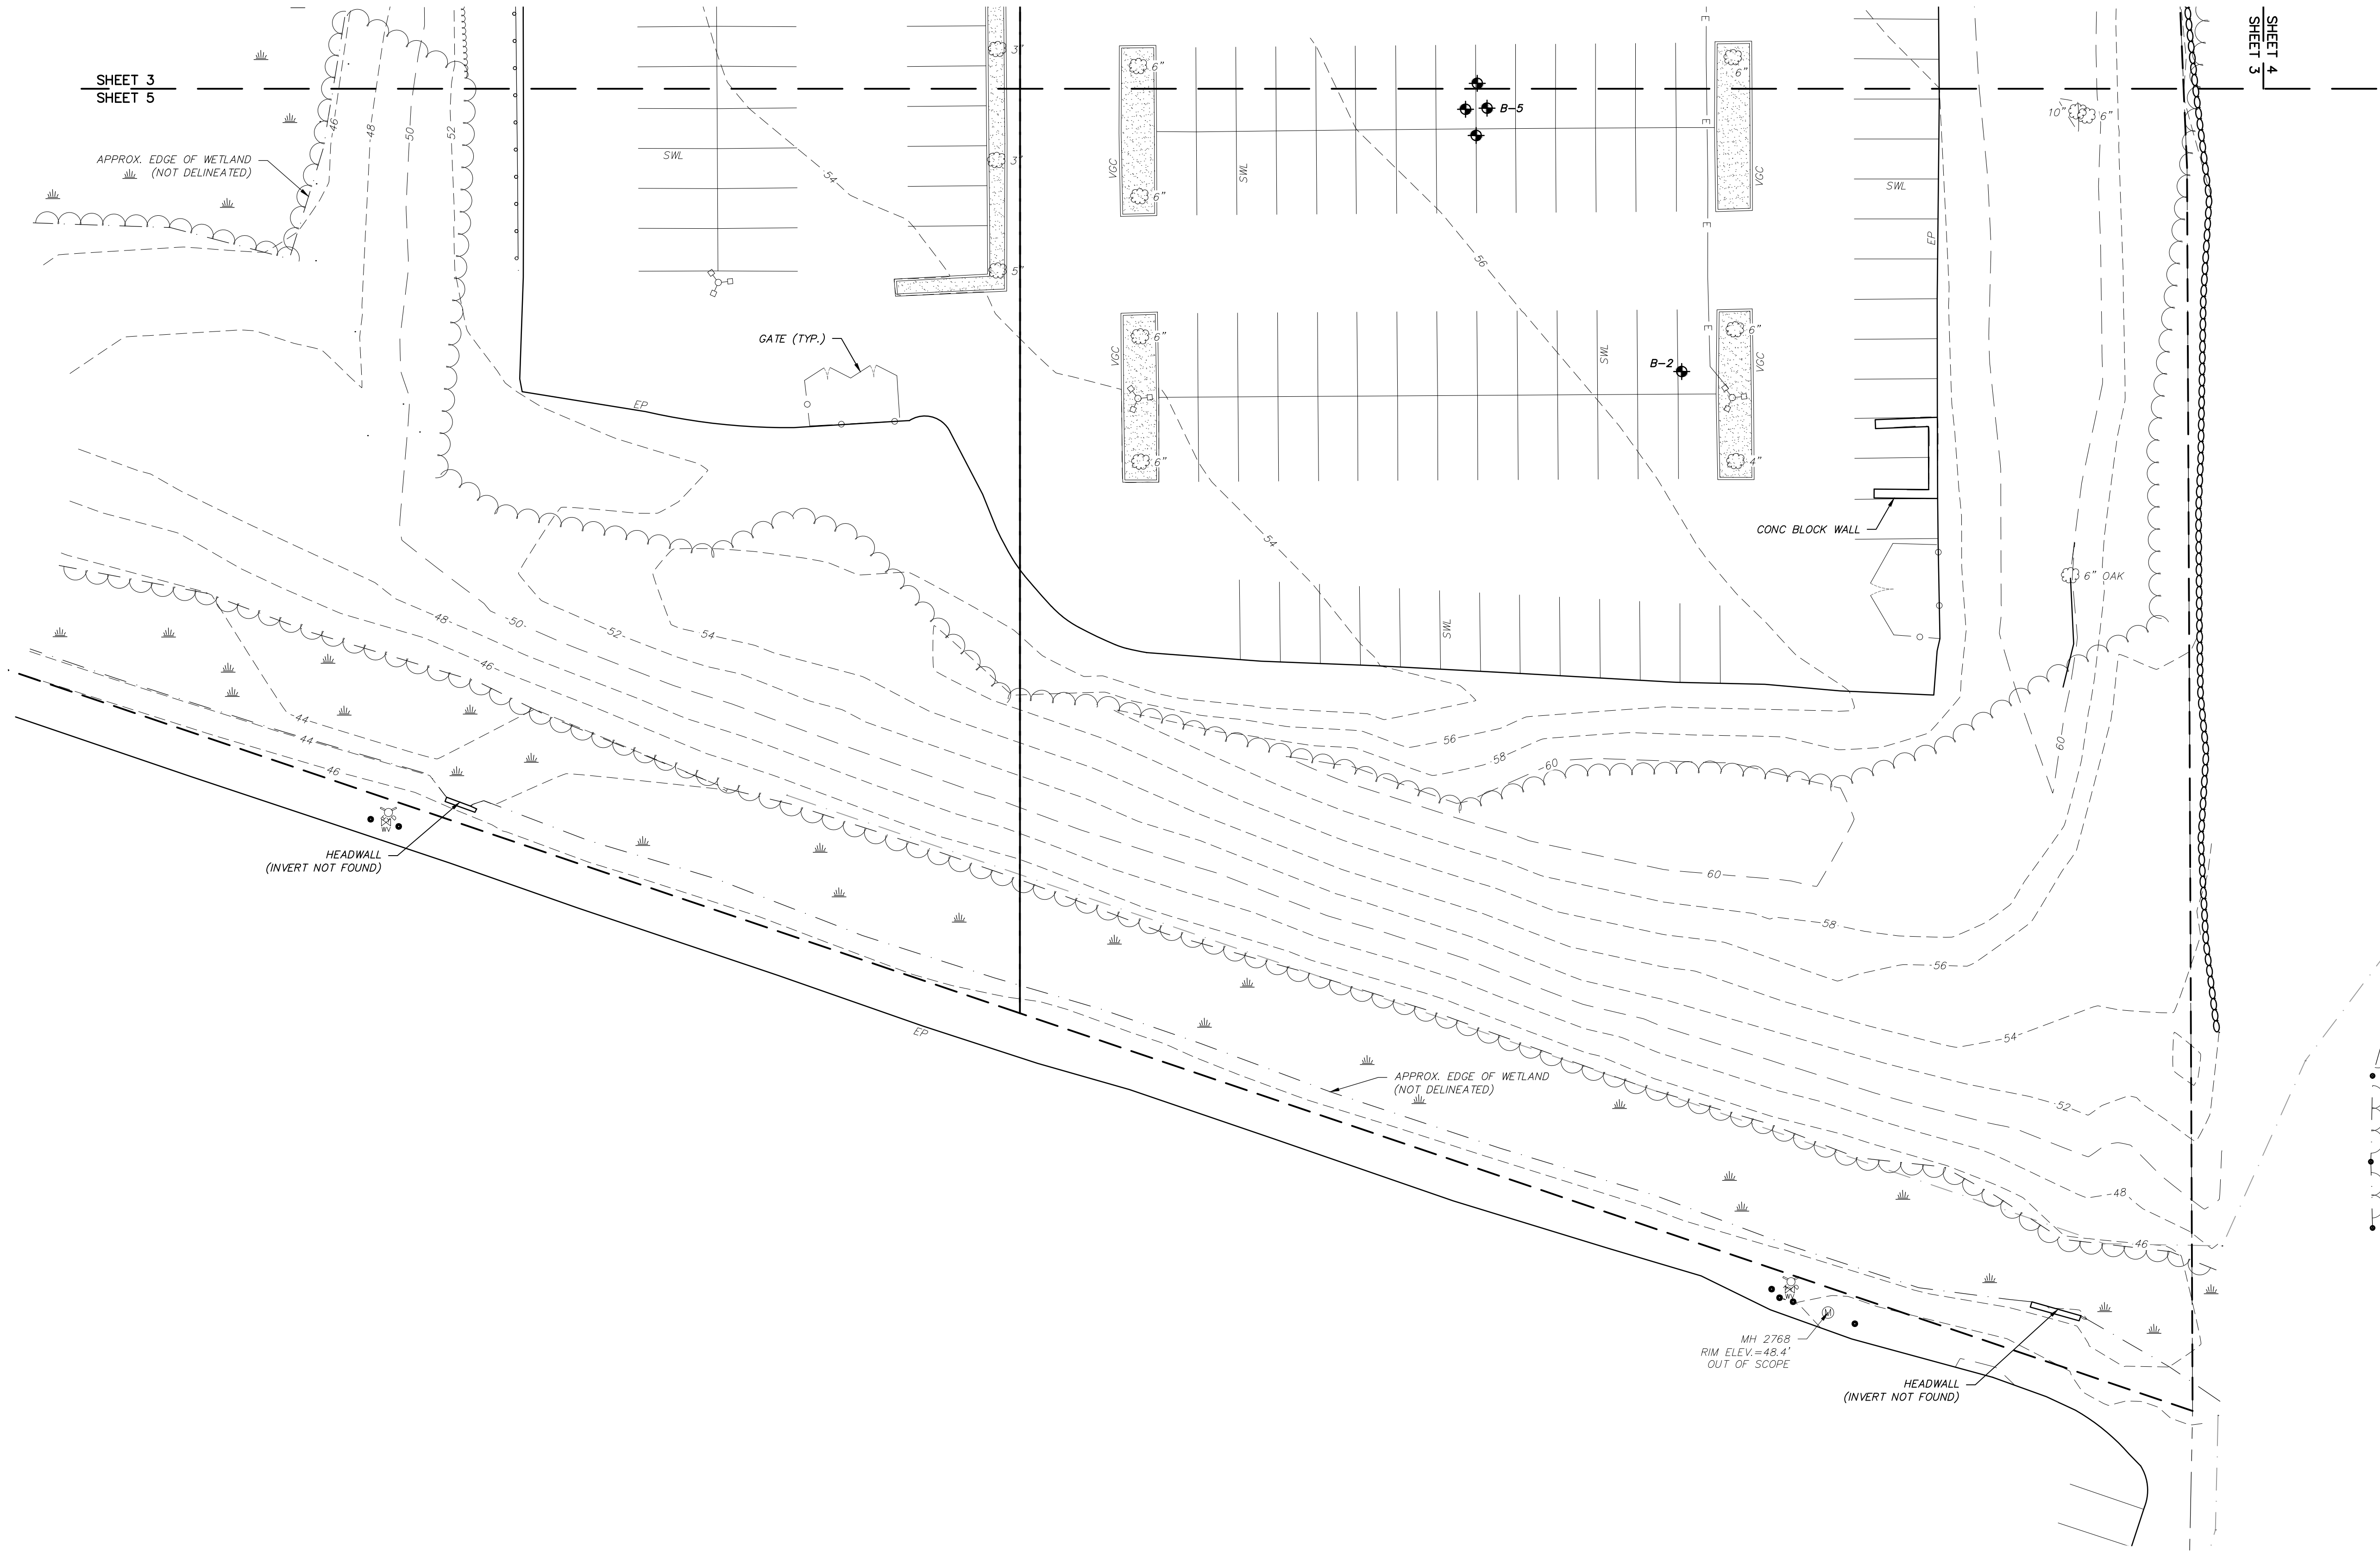 SHEET 3
SHEET 5
SHEET 4
SHEET 3
APPROX. EDGE OF WETLAND
(NOT DELINEATED)
46
48
50
52
SWL
54
3"
3"
5"
6"
6"
VGC
SWL
B-5
56
E
E
E
E
6"
VGC
SWL
EP
10"
6"
GATE (TYP.)
EP
VGC
6"
6"
SWL
B-2
6"
4"
VGC
54
CONC BLOCK WALL
6" OAK
SWL
48
50
52
54
46
44
44
46
WV
HEADWALL
(INVERT NOT FOUND)
56
58
60
60
60
58
56
54
52
48
46
EP
APPROX. EDGE OF WETLAND
(NOT DELINEATED)
WV
M
MH 2768
RIM ELEV.=48.4'
OUT OF SCOPE
HEADWALL
(INVERT NOT FOUND)